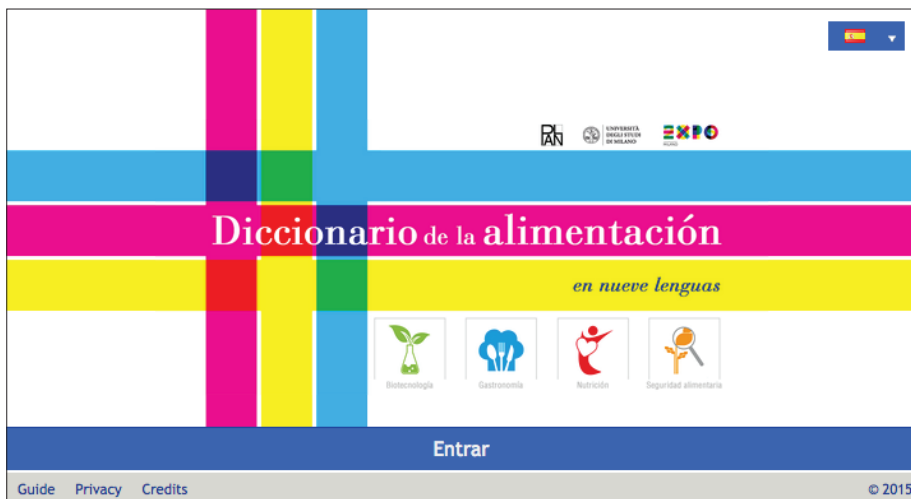 PLAN
UNIVERSITÀ
DEGLI STUDI
DI MILANO
EXPO
Diccionario de la alimentación
en nueve lenguas
Biotecnología
Gastronomía
Nutrición
Seguridad alimentaria
Entrar
Guide Privacy Credits © 2015